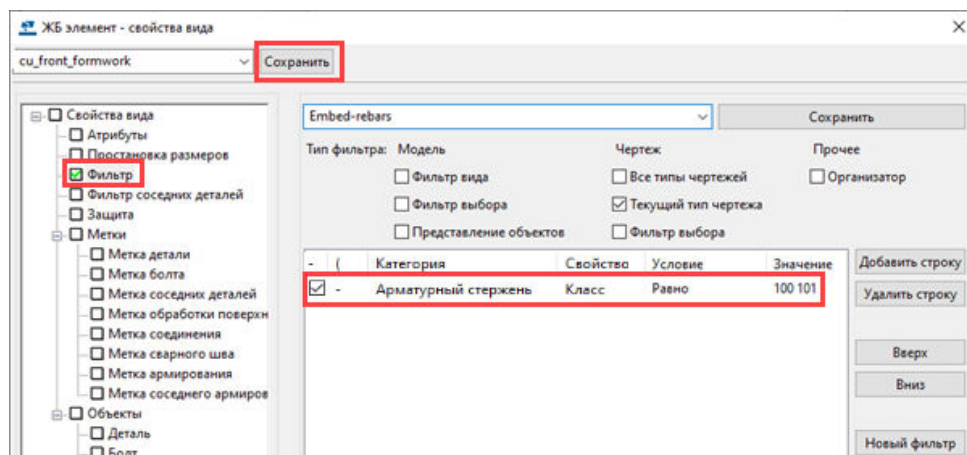 ЖБ элемент - свойства вида
cu_front_formwork Сохранить
Свойства вида
Атрибуты
Простановка размеров
Фильтр
Фильтр соседних деталей
Защита
Метки
Метка детали
Метка болта
Метка соседних деталей
Метка обработки поверхн
Метка соединения
Метка сварного шва
Метка армирования
Метка соседнего армиров
Объекты
Деталь
Болт
Embed-rebars Сохранить
Тип фильтра: Модель Чертеж Прочее
Фильтр вида Все типы чертежей Организатор
Фильтр выбора Текущий тип чертежа
Представление объектов Фильтр выбора
- ( Категория Свойство Условие Значение
- Арматурный стержень Класс Равно 100 101
Добавить строку
Удалить строку
Вверх
Вниз
Новый фильтр